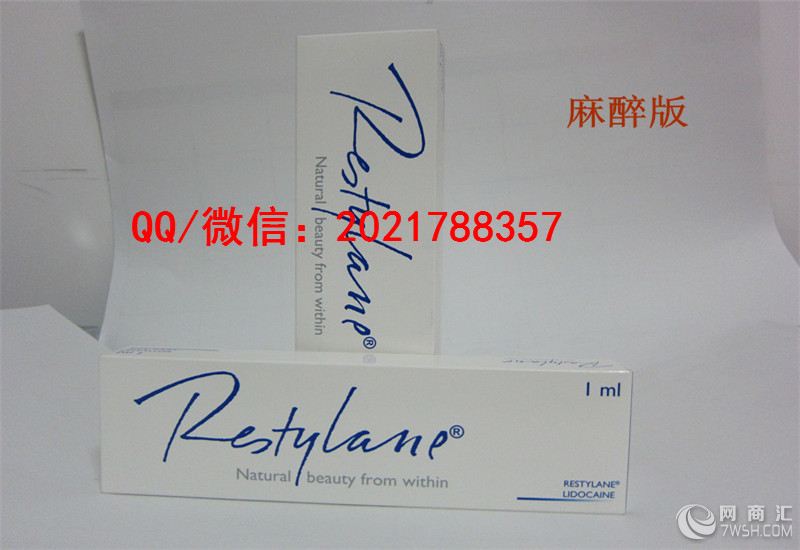 麻醉版
Restylane®
Natural beauty from within
QQ/微信：2021788357
Restylane
1 ml
Restylane®
Natural beauty from within
RESTYLANE®
LIDOCAINE
网商汇
7WSH.COM